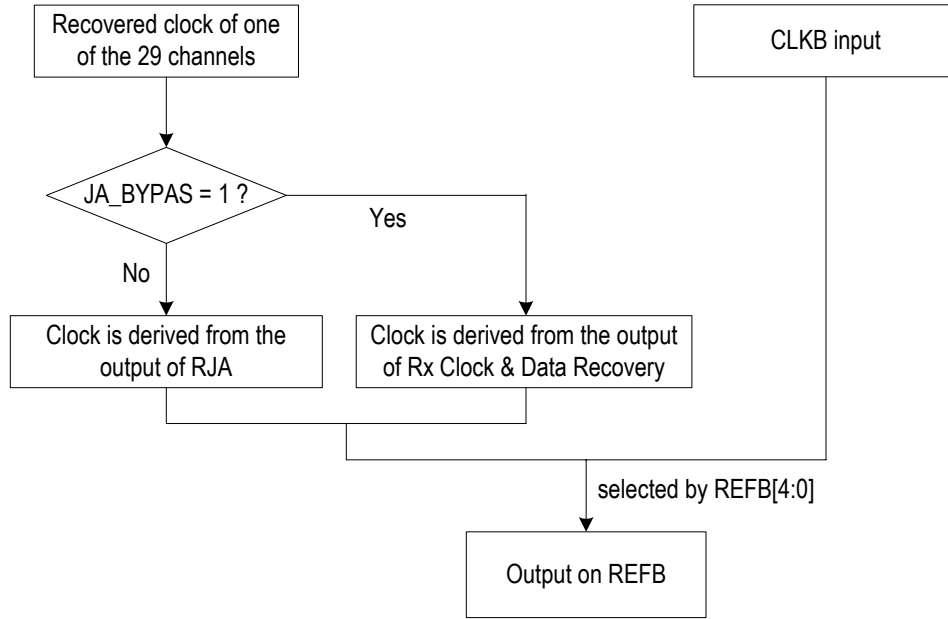 Recovered clock of one
of the 29 channels
CLKB input
JA_BYPAS = 1 ?
Yes
No
Clock is derived from the
output of RJA
Clock is derived from the output
of Rx Clock & Data Recovery
selected by REFB[4:0]
Output on REFB